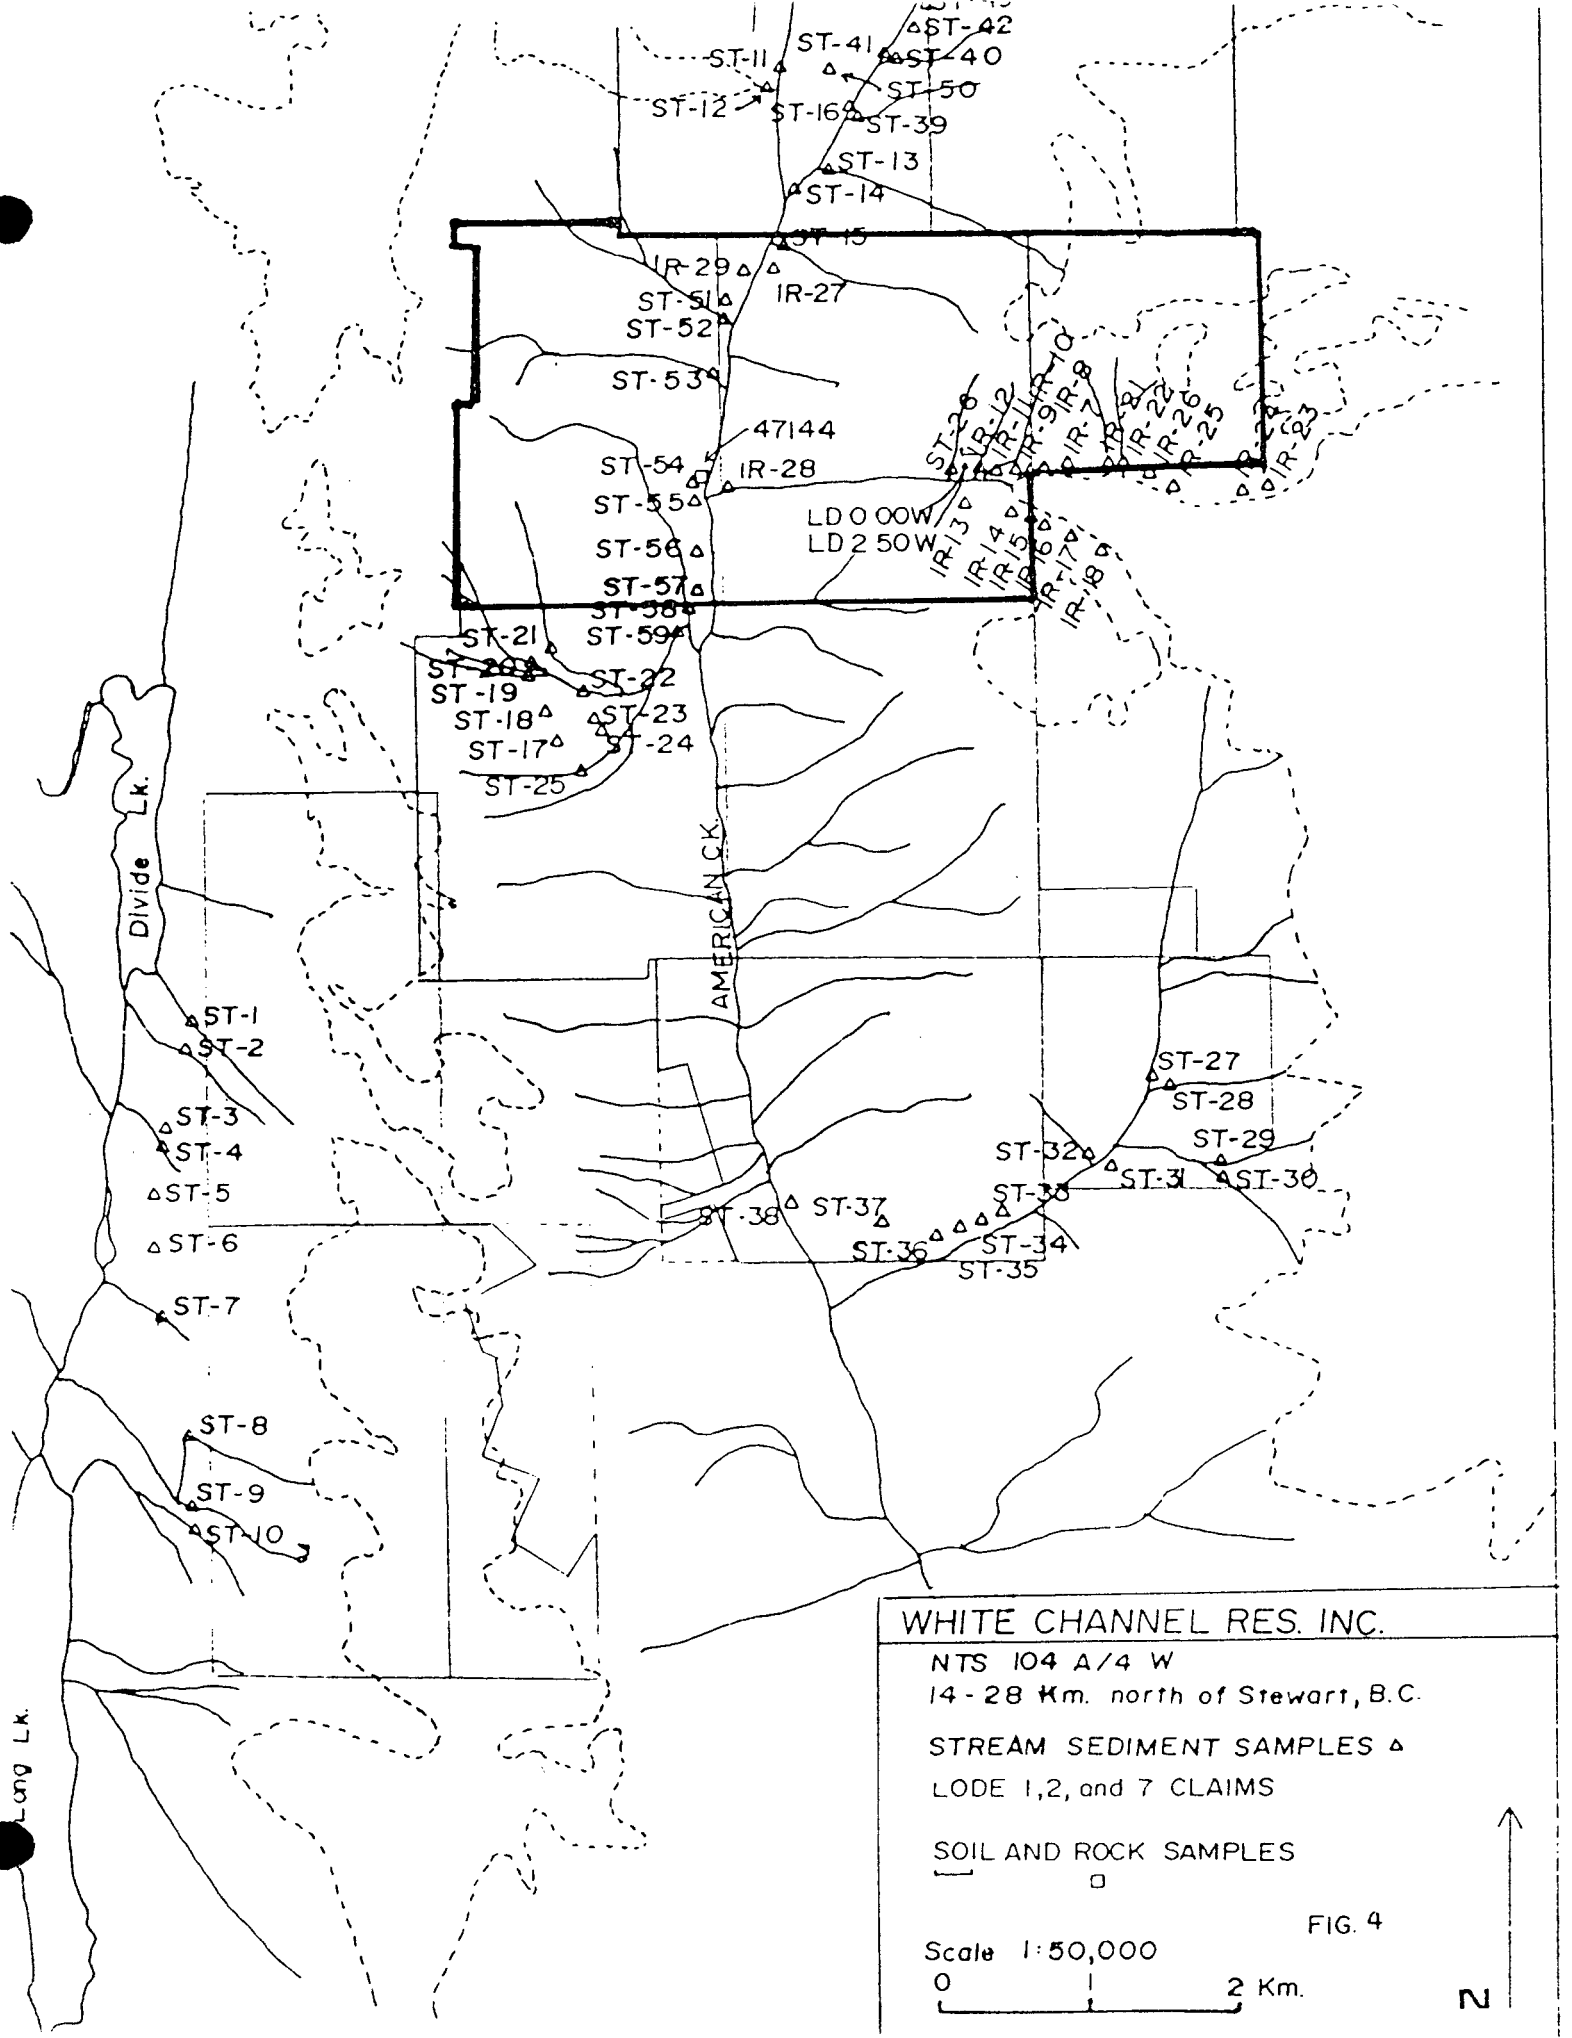 ST-42
ST-41
ST-40
ST-11
ST-50
ST-12
ST-16
ST-39
ST-13
ST-14
ST-15
IR-29
IR-27
ST-51
ST-52
ST-53
47144
ST-54
IR-28
ST-55
ST-26
IR-12
IR-11
IR-10
IR-9
IR-8
IR-7
IR-21
IR-22
IR-26
IR-25
IR-24
IR-23
LD 0 00W
LD 2 50W
IR-13
IR-14
IR-15
IR-16
IR-17
IR-18
ST-56
ST-57
ST-58
ST-59
ST-21
ST-20
ST-19
ST-22
ST-18
ST-23
ST-17
ST-24
ST-25
Divide Lk.
AMERICAN CK.
ST-1
ST-2
ST-3
ST-4
ST-5
ST-6
ST-7
ST-8
ST-9
ST-10
ST-27
ST-28
ST-29
ST-30
ST-31
ST-32
ST-33
ST-34
ST-35
ST-36
ST-37
ST-38
Long Lk.
WHITE CHANNEL RES. INC.
NTS 104 A/4 W
14-28 Km. north of Stewart, B.C.
STREAM SEDIMENT SAMPLES
LODE 1,2, and 7 CLAIMS
SOIL AND ROCK SAMPLES
FIG. 4
Scale 1:50,000
0 1 2 Km.
N